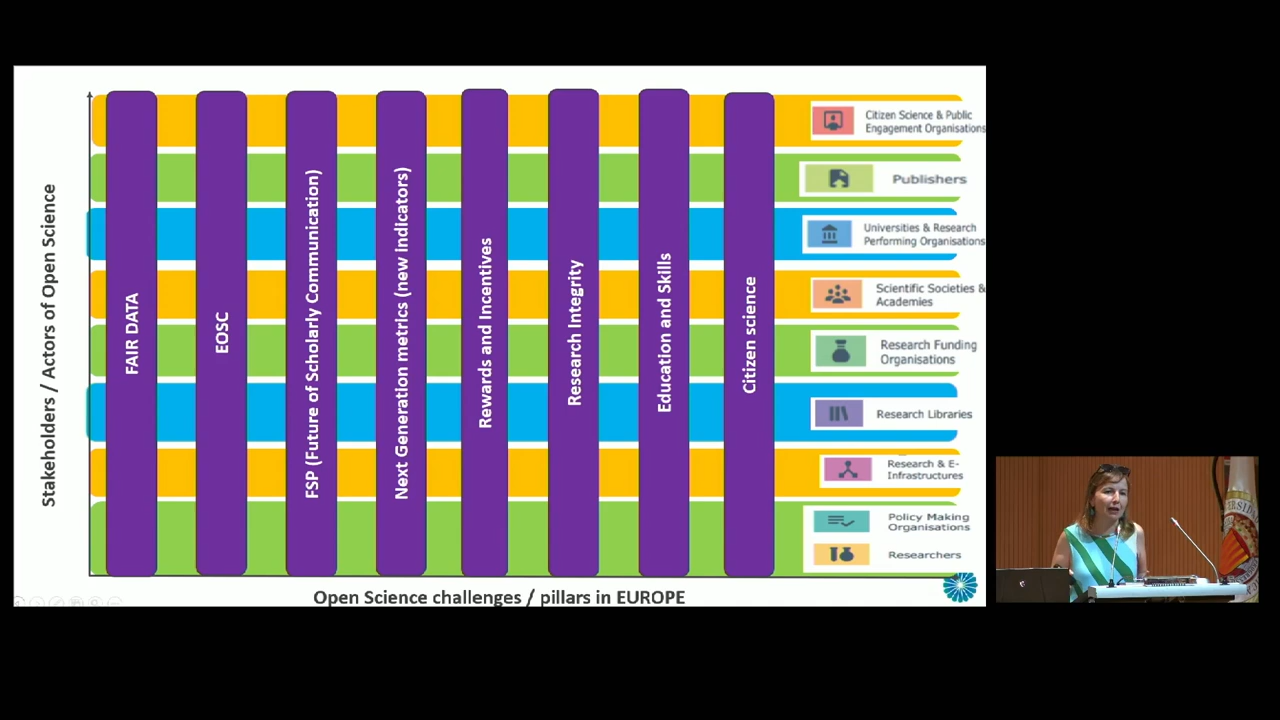 Stakeholders / Actors of Open Science
FAIR DATA
EOSC
FSP (Future of Scholarly Communication)
Next Generation metrics (new indicators)
Rewards and Incentives
Research Integrity
Education and Skills
Citizen science
Citizen Science & Public
Engagement Organisations
Publishers
Universities & Research
Performing Organisations
Scientific Societies &
Academies
Research Funding
Organisations
Research Libraries
Research & E-
Infrastructures
Policy Making
Organisations
Researchers
Open Science challenges / pillars in EUROPE